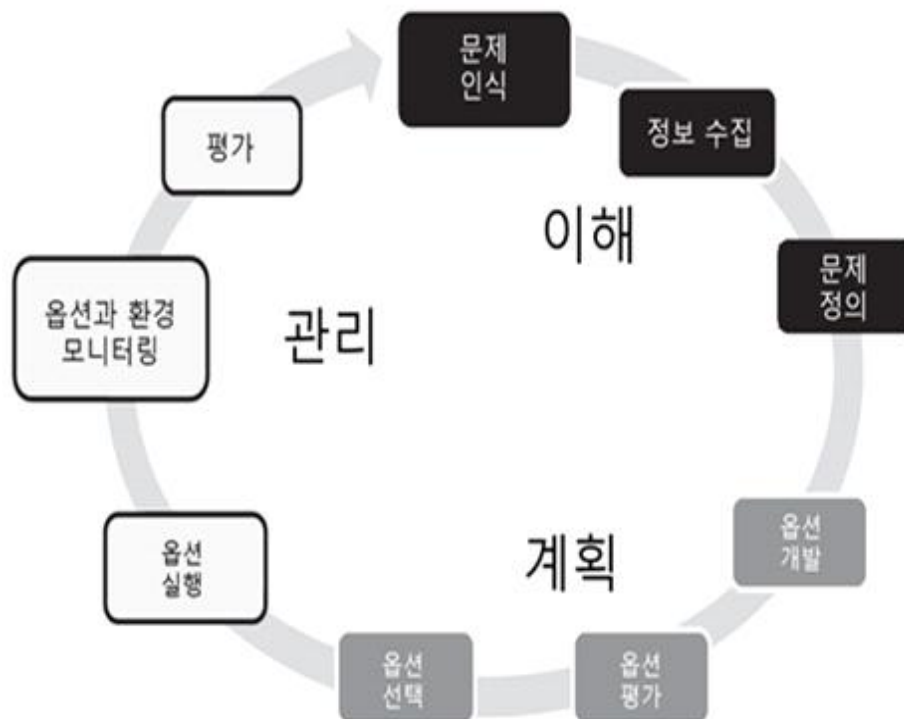 문제
인식
정보 수집
이해
문제
정의
옵션
개발
계획
옵션
평가
옵션
선택
옵션
실행
관리
옵션과 환경
모니터링
평가